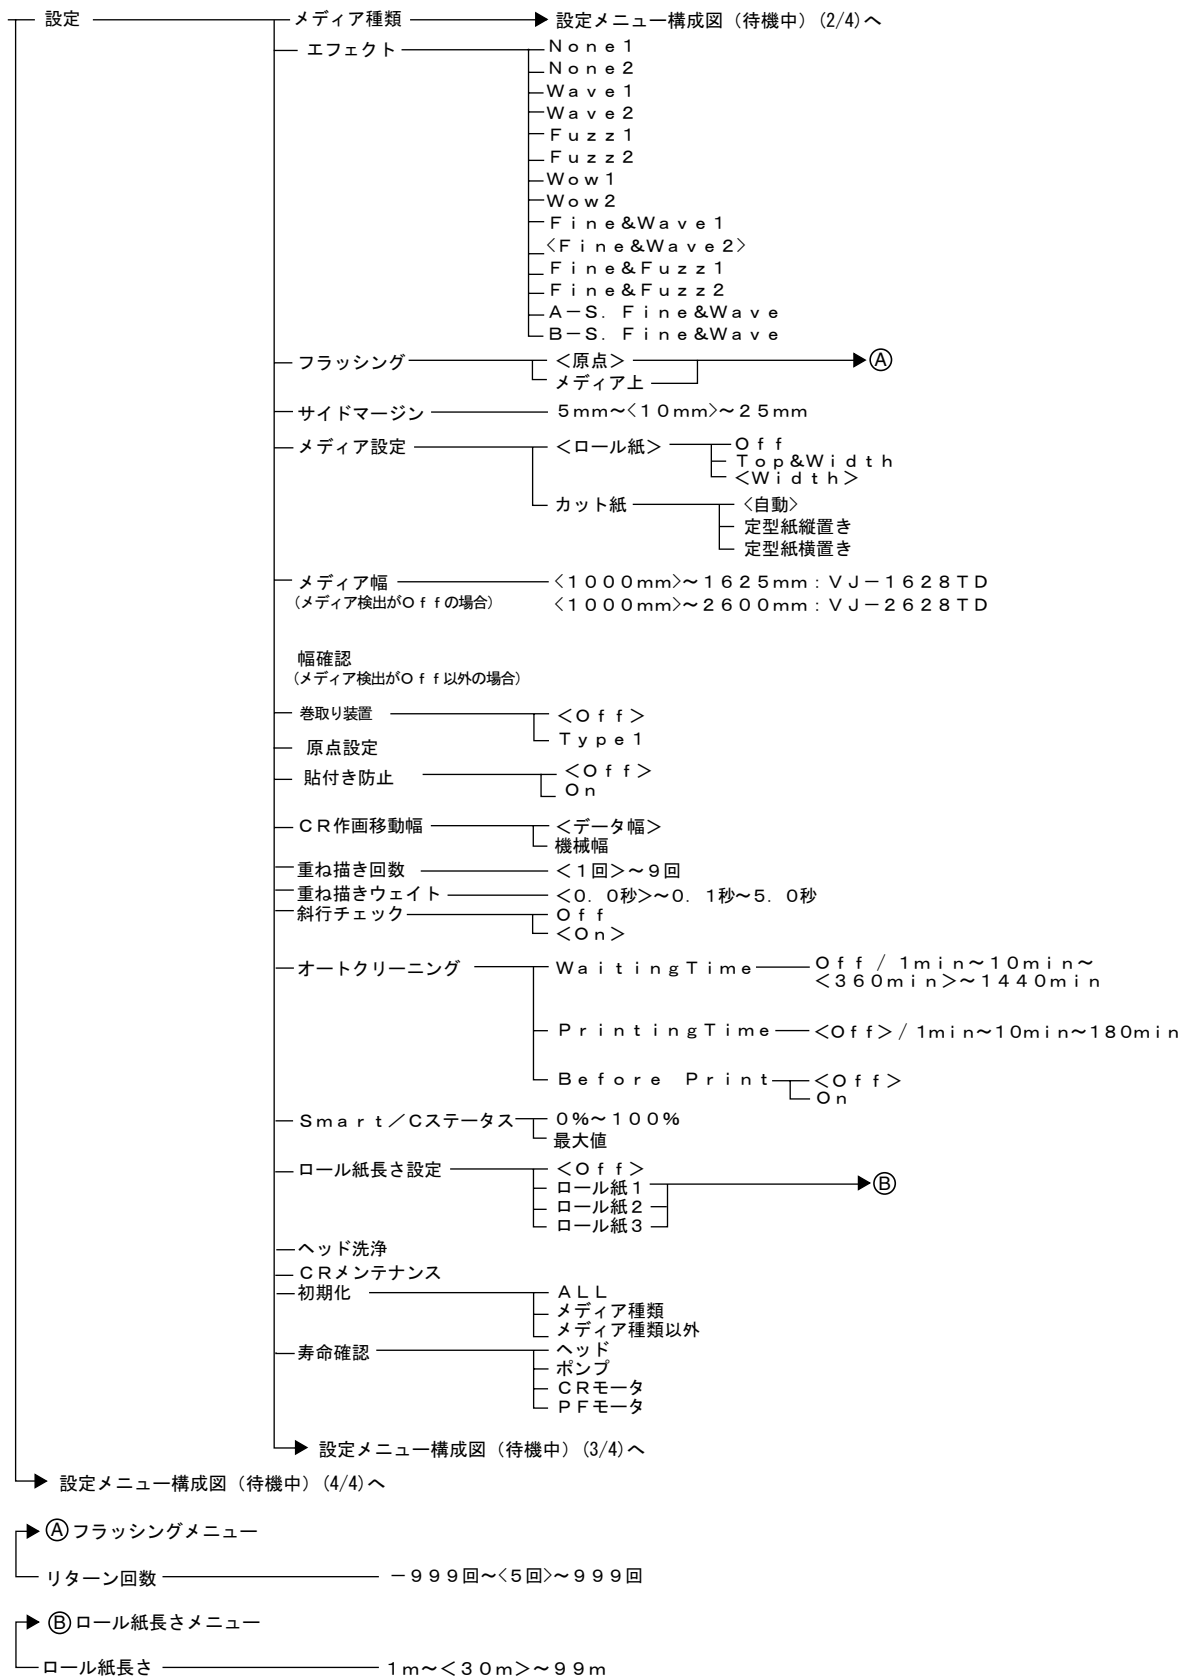 設定
メディア種類
設定メニュー構成図（待機中）(2/4)へ
エフェクト
None1
None2
Wave1
Wave2
Fuzz1
Fuzz2
Wow1
Wow2
Fine&Wave1
<Fine&Wave2>
Fine&Fuzz1
Fine&Fuzz2
A－S．Fine&Wave
B－S．Fine&Wave
フラッシング
＜原点＞
Ⓐ
メディア上
サイドマージン
5mm～<10mm>～25mm
メディア設定
＜ロール紙＞
Off
Top&Width
＜Width＞
カット紙
<自動>
定型紙縦置き
定型紙横置き
メディア幅
<1000mm>～1625mm：VJ－1628TD
(メディア検出がOffの場合)
<1000mm>～2600mm：VJ－2628TD
幅確認
(メディア検出がOff以外の場合)
巻取り装置
＜Off＞
Type1
原点設定
貼付き防止
＜Off＞
On
CR作画移動幅
＜データ幅＞
機械幅
重ね描き回数
＜1回＞～9回
重ね描きウェイト
＜0．0秒＞～0．1秒～5．0秒
斜行チェック
Off
＜On＞
オートクリーニング
WaitingTime
Off / 1min～10min～
＜360min＞～1440min
PrintingTime
＜Off＞/ 1min～10min～180min
Before Print
＜Off＞
On
Smart／Cステータス
0%～100%
最大値
ロール紙長さ設定
＜Off＞
ロール紙1
Ⓑ
ロール紙2
ロール紙3
ヘッド洗浄
CRメンテナンス
初期化
ALL
メディア種類
メディア種類以外
寿命確認
ヘッド
ポンプ
CRモータ
PFモータ
設定メニュー構成図（待機中）(3/4)へ
設定メニュー構成図（待機中）(4/4)へ
Ⓐフラッシングメニュー
リターン回数
－999回～<5回>～999回
Ⓑロール紙長さメニュー
ロール紙長さ
1m～＜30m＞～99m